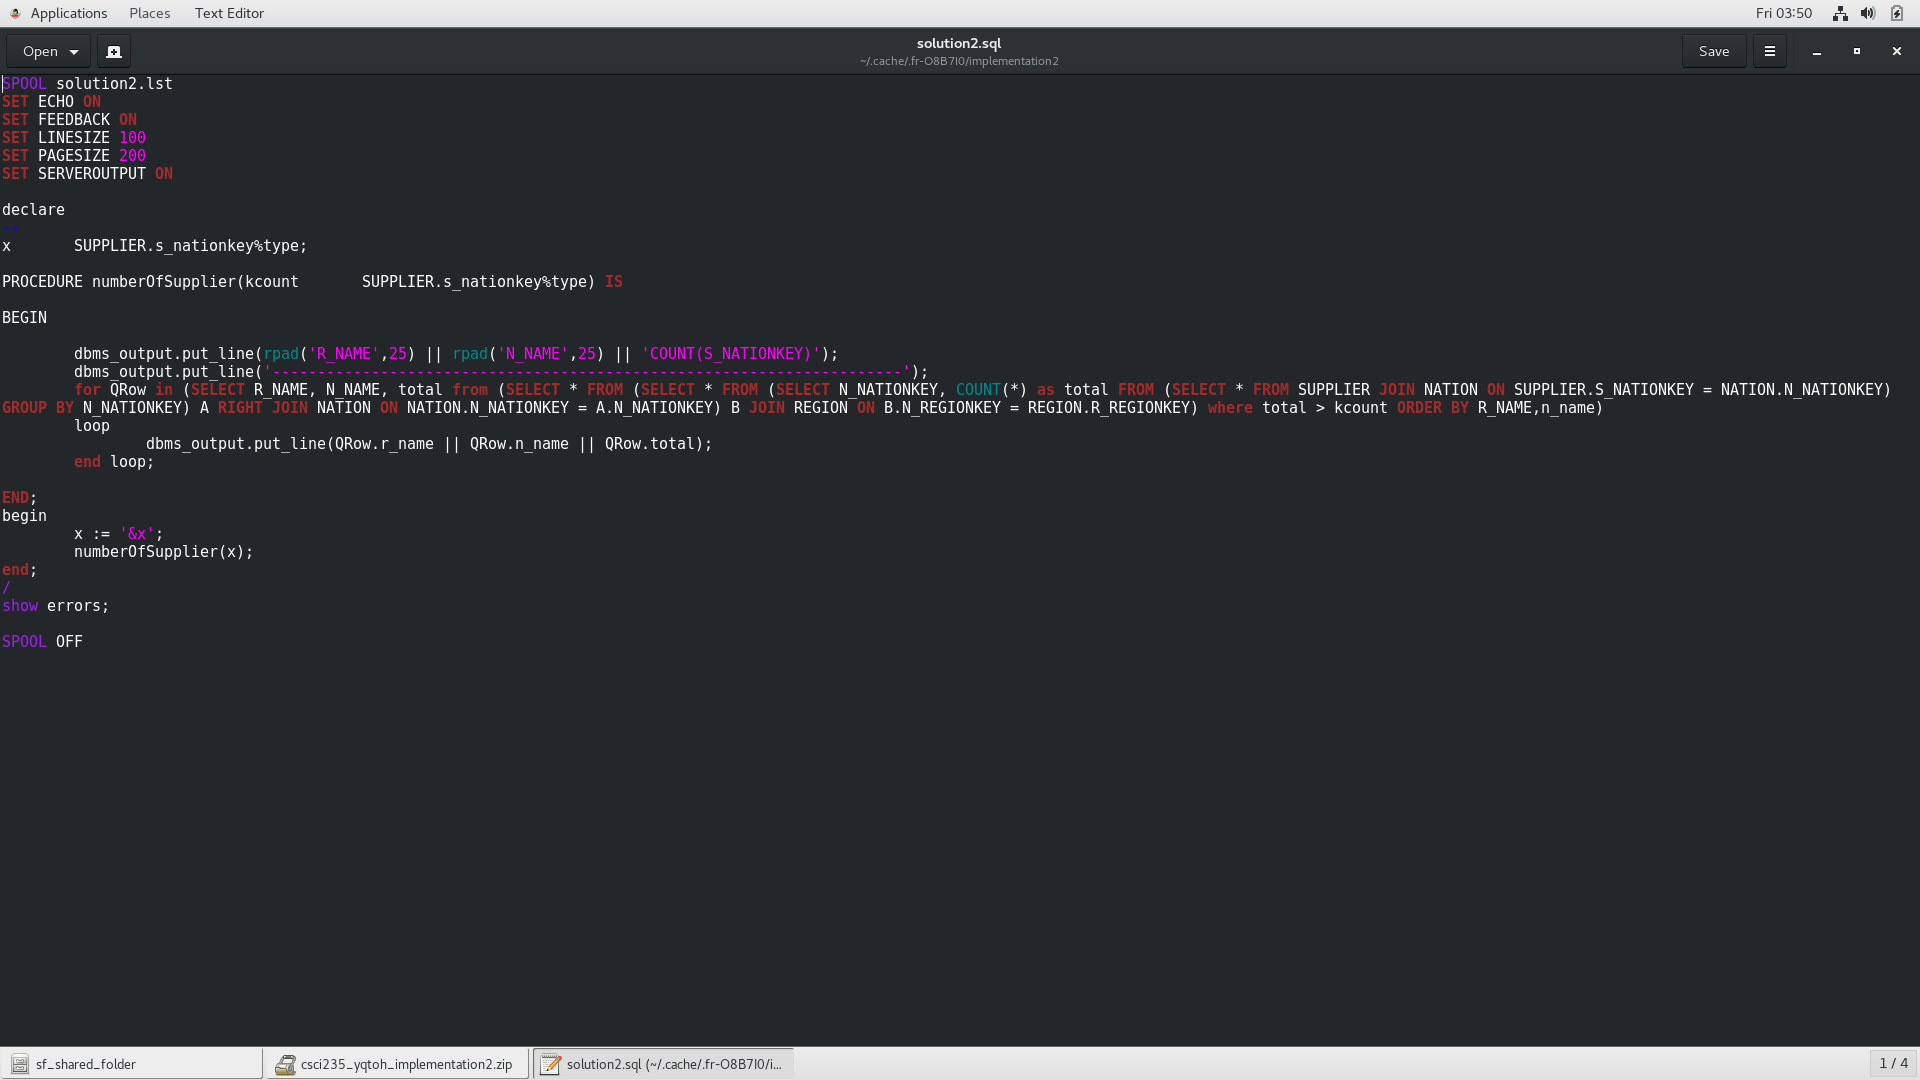 Applications Places Text Editor Fri 03:50
Open solution2.sql Save
~/.cache/.fr-O8B7I0/implementation2
SPOOL solution2.lst
SET ECHO ON
SET FEEDBACK ON
SET LINESIZE 100
SET PAGESIZE 200
SET SERVEROUTPUT ON
declare
--
x SUPPLIER.s_nationkey%type;
PROCEDURE numberOfSupplier(kcount SUPPLIER.s_nationkey%type) IS
BEGIN
dbms_output.put_line(rpad('R_NAME',25) || rpad('N_NAME',25) || 'COUNT(S_NATIONKEY)');
dbms_output.put_line('----------------------------------------------------------------------');
for QRow in (SELECT R_NAME, N_NAME, total from (SELECT * FROM (SELECT * FROM (SELECT N_NATIONKEY, COUNT(*) as total FROM (SELECT * FROM SUPPLIER JOIN NATION ON SUPPLIER.S_NATIONKEY = NATION.N_NATIONKEY)
GROUP BY N_NATIONKEY) A RIGHT JOIN NATION ON NATION.N_NATIONKEY = A.N_NATIONKEY) B JOIN REGION ON B.N_REGIONKEY = REGION.R_REGIONKEY) where total > kcount ORDER BY R_NAME,n_name)
loop
dbms_output.put_line(QRow.r_name || QRow.n_name || QRow.total);
end loop;
END;
begin
x := '&x';
numberOfSupplier(x);
end;
/
show errors;
SPOOL OFF
sf_shared_folder csci235_yqtoh_implementation2.zip solution2.sql (~/.cache/.fr-O8B7I0/i... 1 / 4